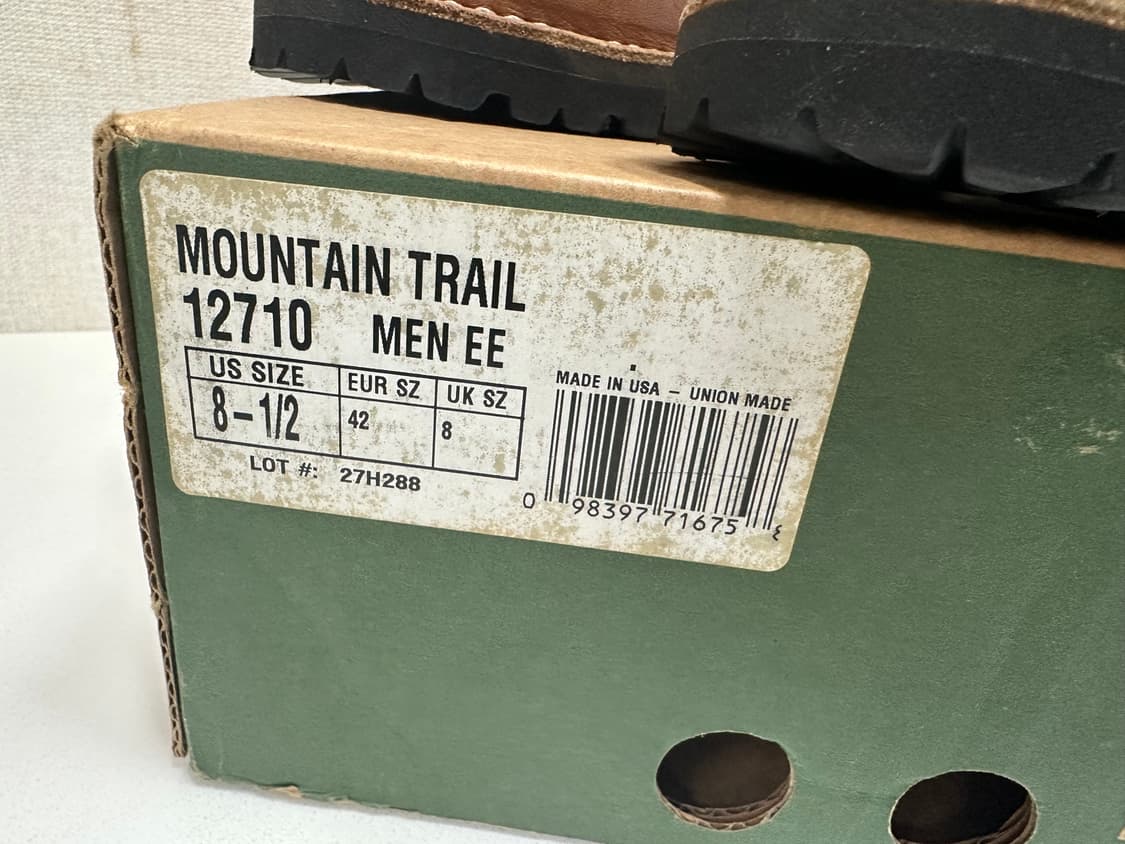 MOUNTAIN TRAIL
12710 MEN EE
US SIZE EUR SZ UK SZ
8-1/2 42 8
LOT #: 27H288
MADE IN USA - UNION MADE
0 98397 71675